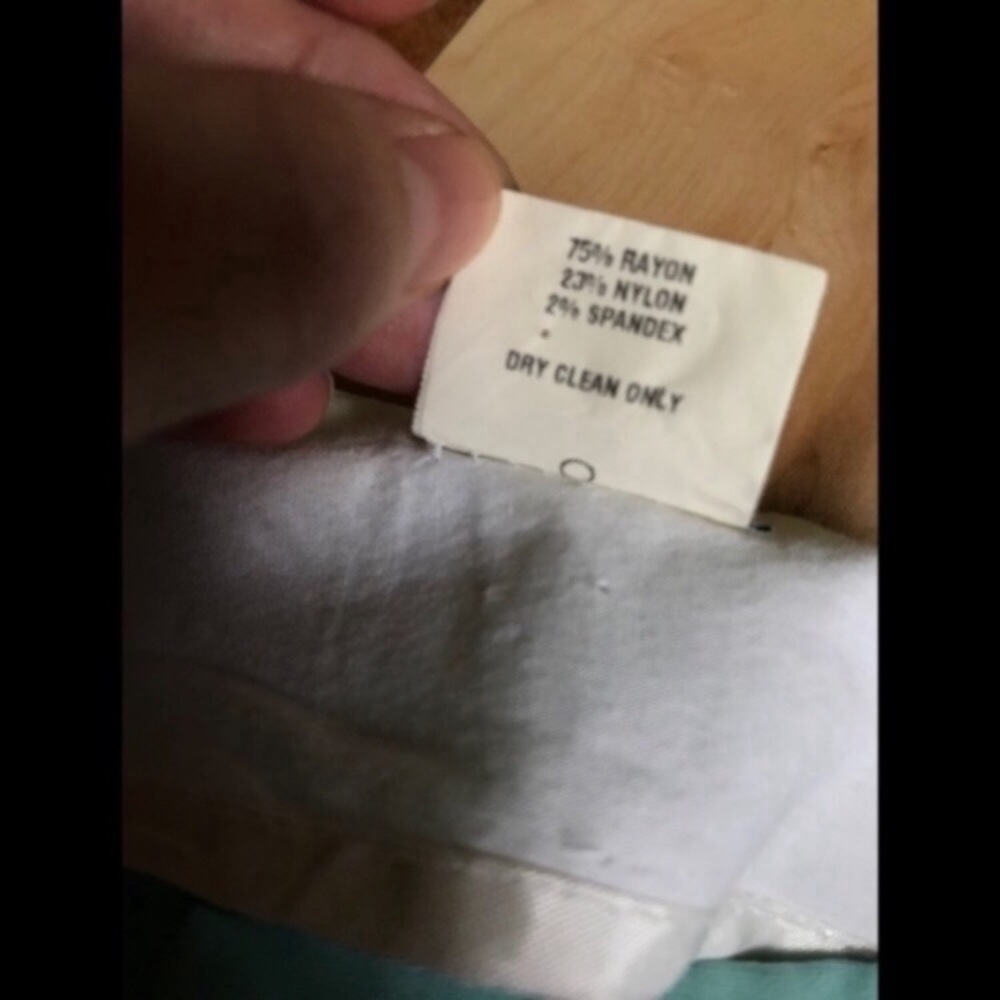 75% RAYON
23% NYLON
2% SPANDEX
DRY CLEAN ONLY